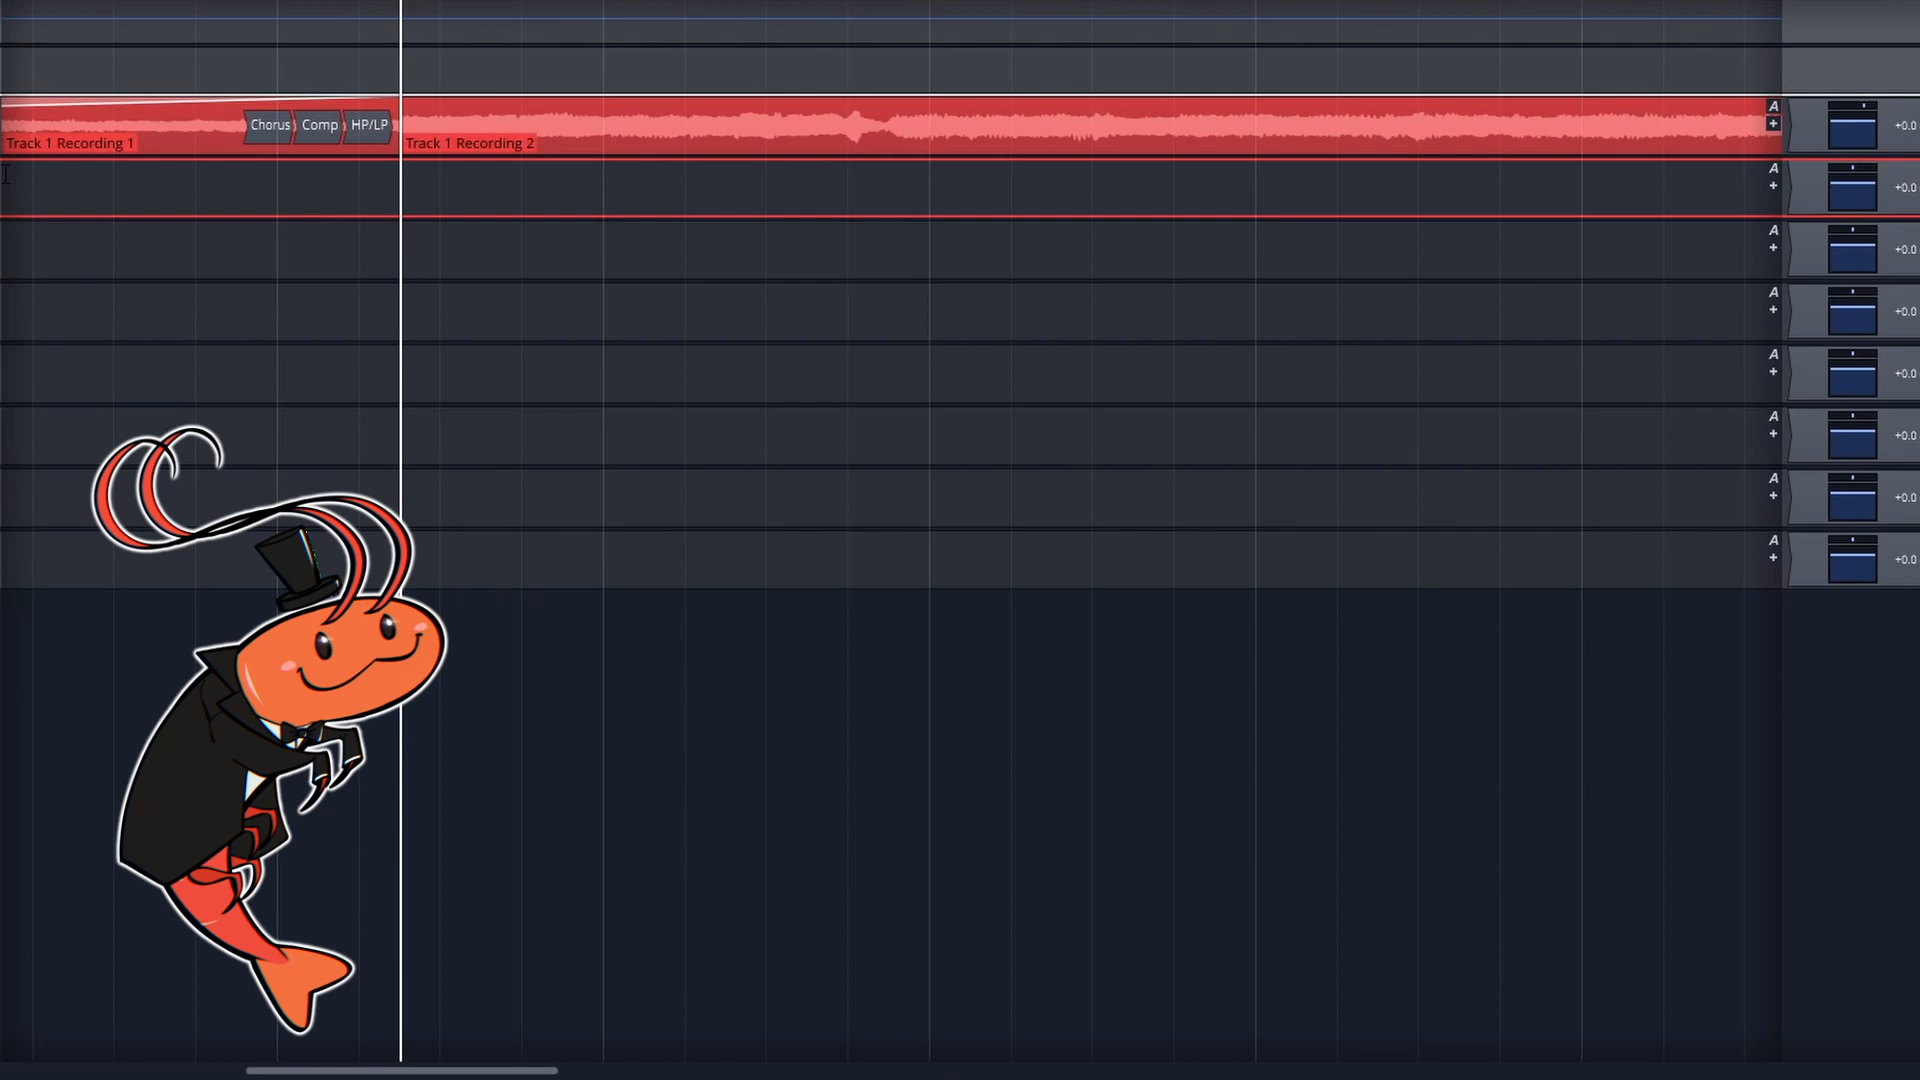 Chorus Comp HP/LP
Track 1 Recording 1 Track 1 Recording 2
A
+
+0.0
A
+
+0.0
A
+
+0.0
A
+
+0.0
A
+
+0.0
A
+
+0.0
A
+
+0.0
A
+
+0.0